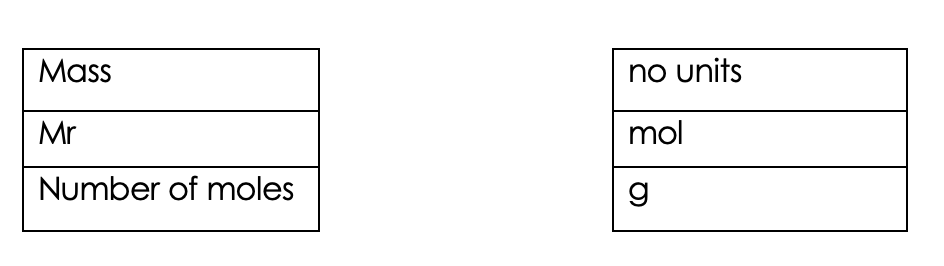 Mass
Mr
Number of moles
no units
mol
g